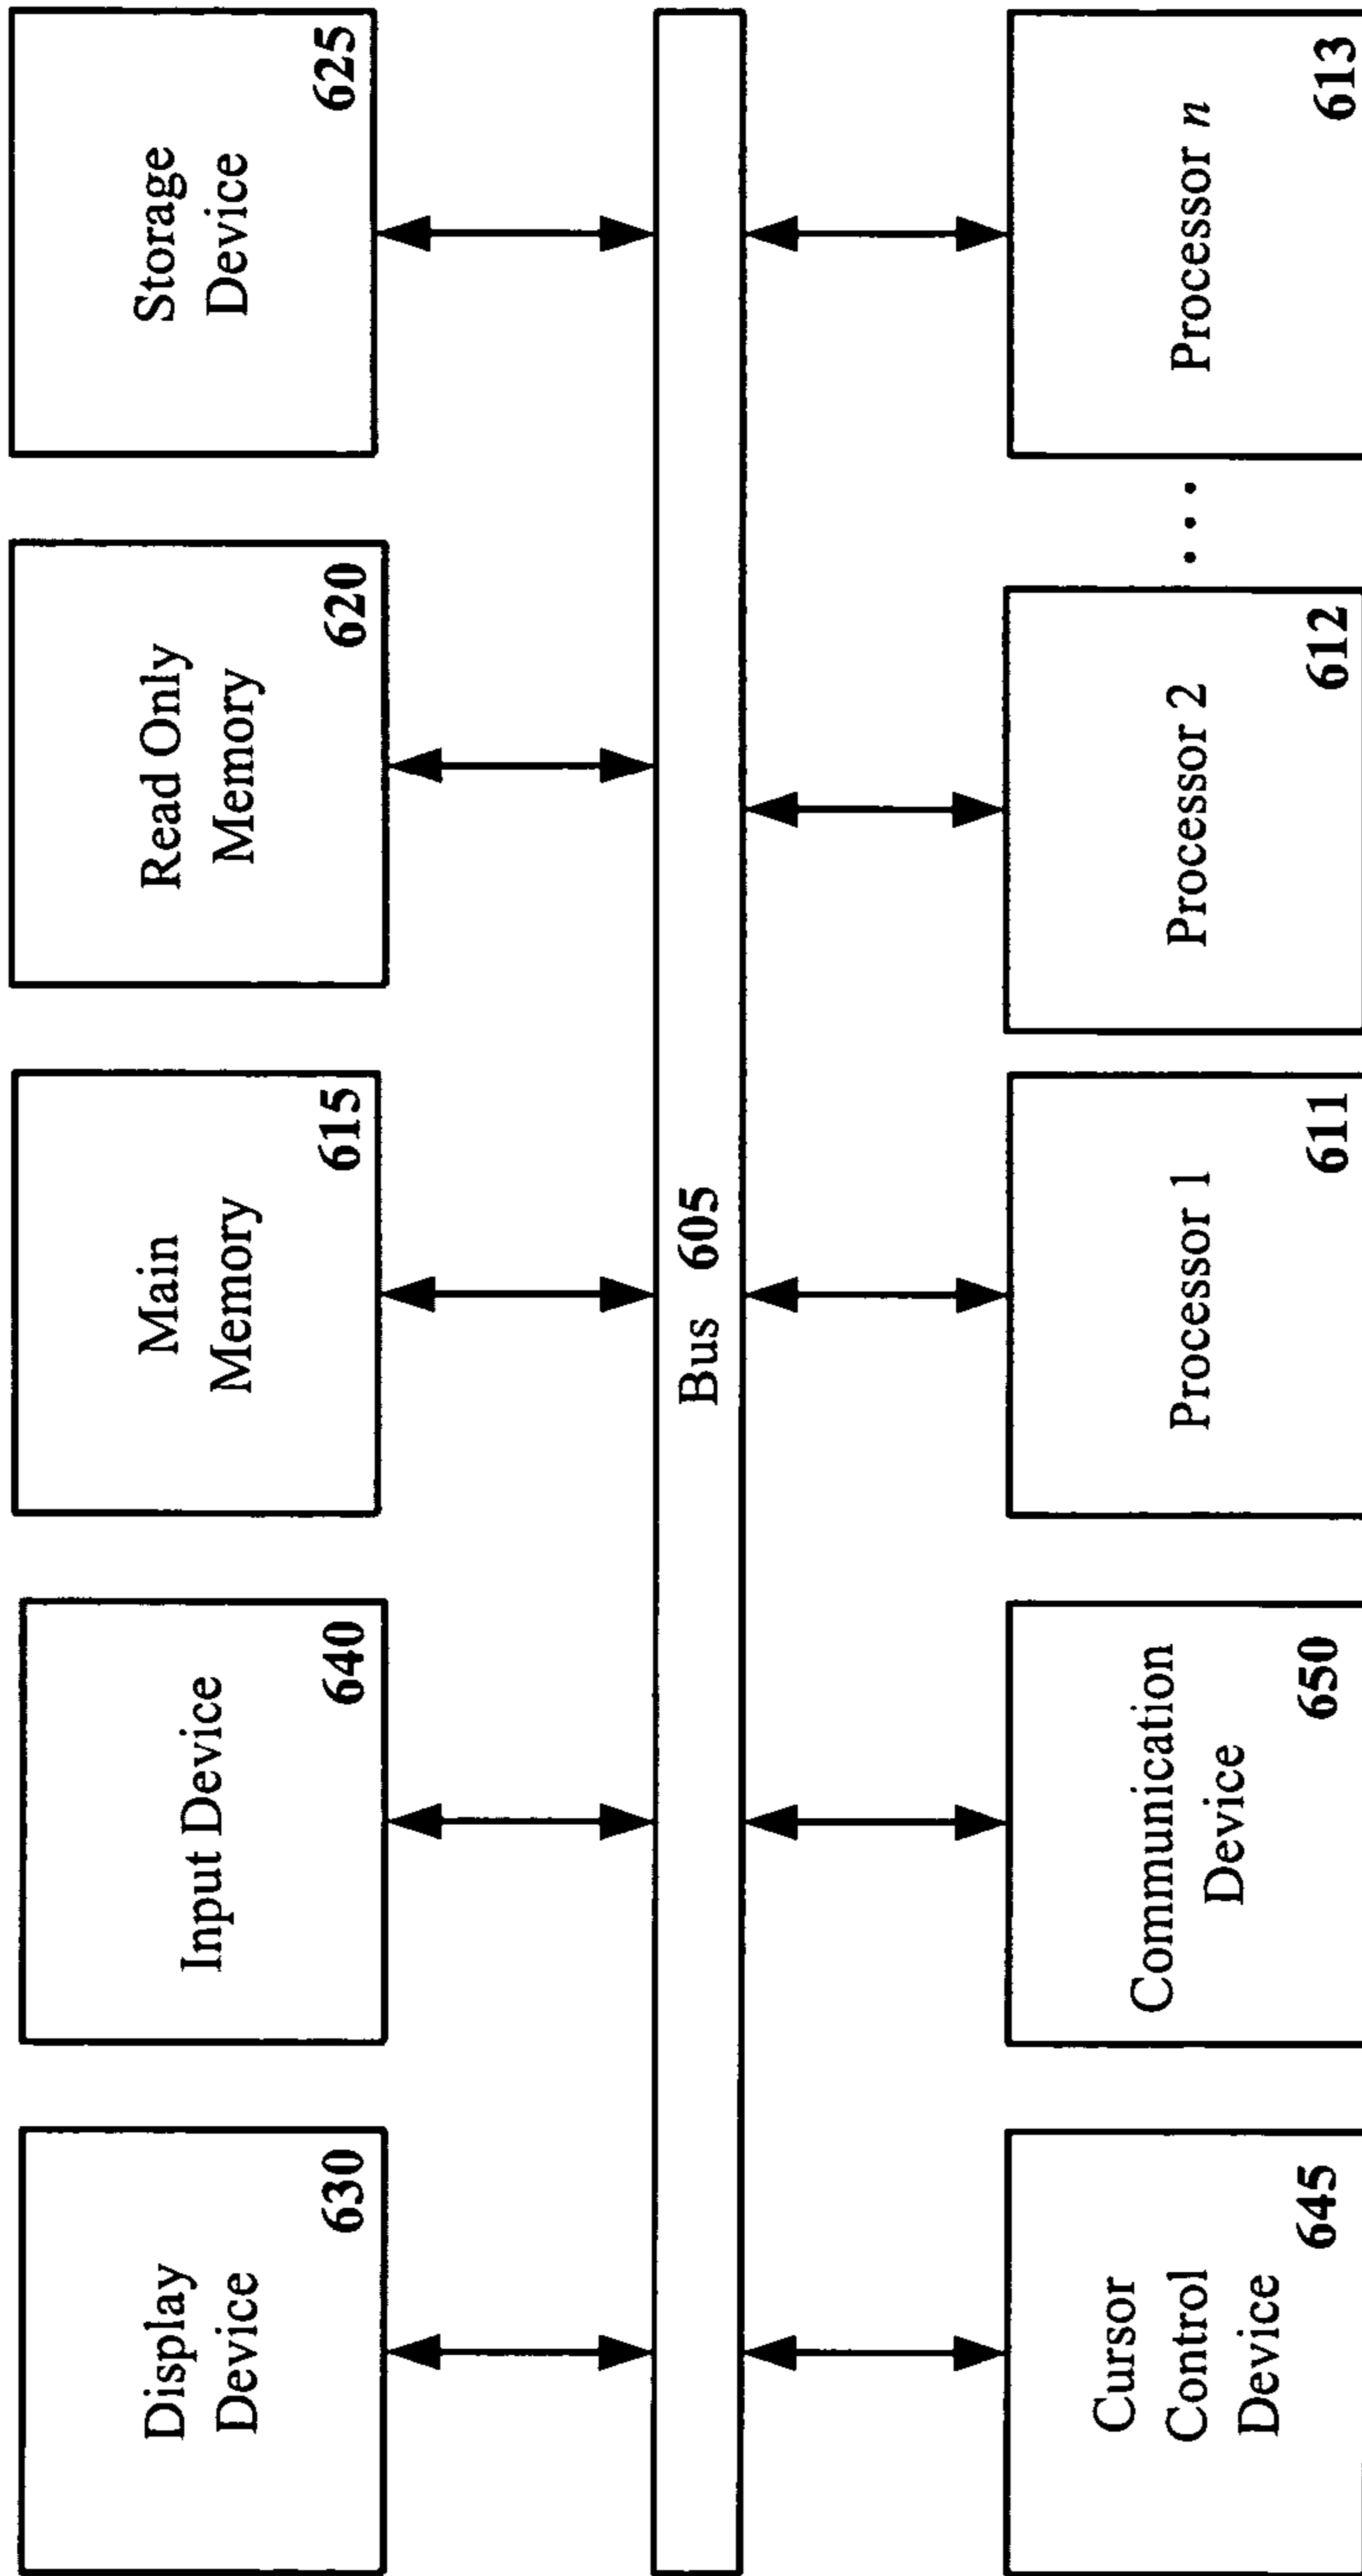 Display
Device
630
Input Device
640
Main
Memory
615
Read Only
Memory
620
Storage
Device
625
Bus 605
Cursor
Control
Device
645
Communication
Device
650
Processor 1
611
Processor 2
612
. . .
Processor n
613